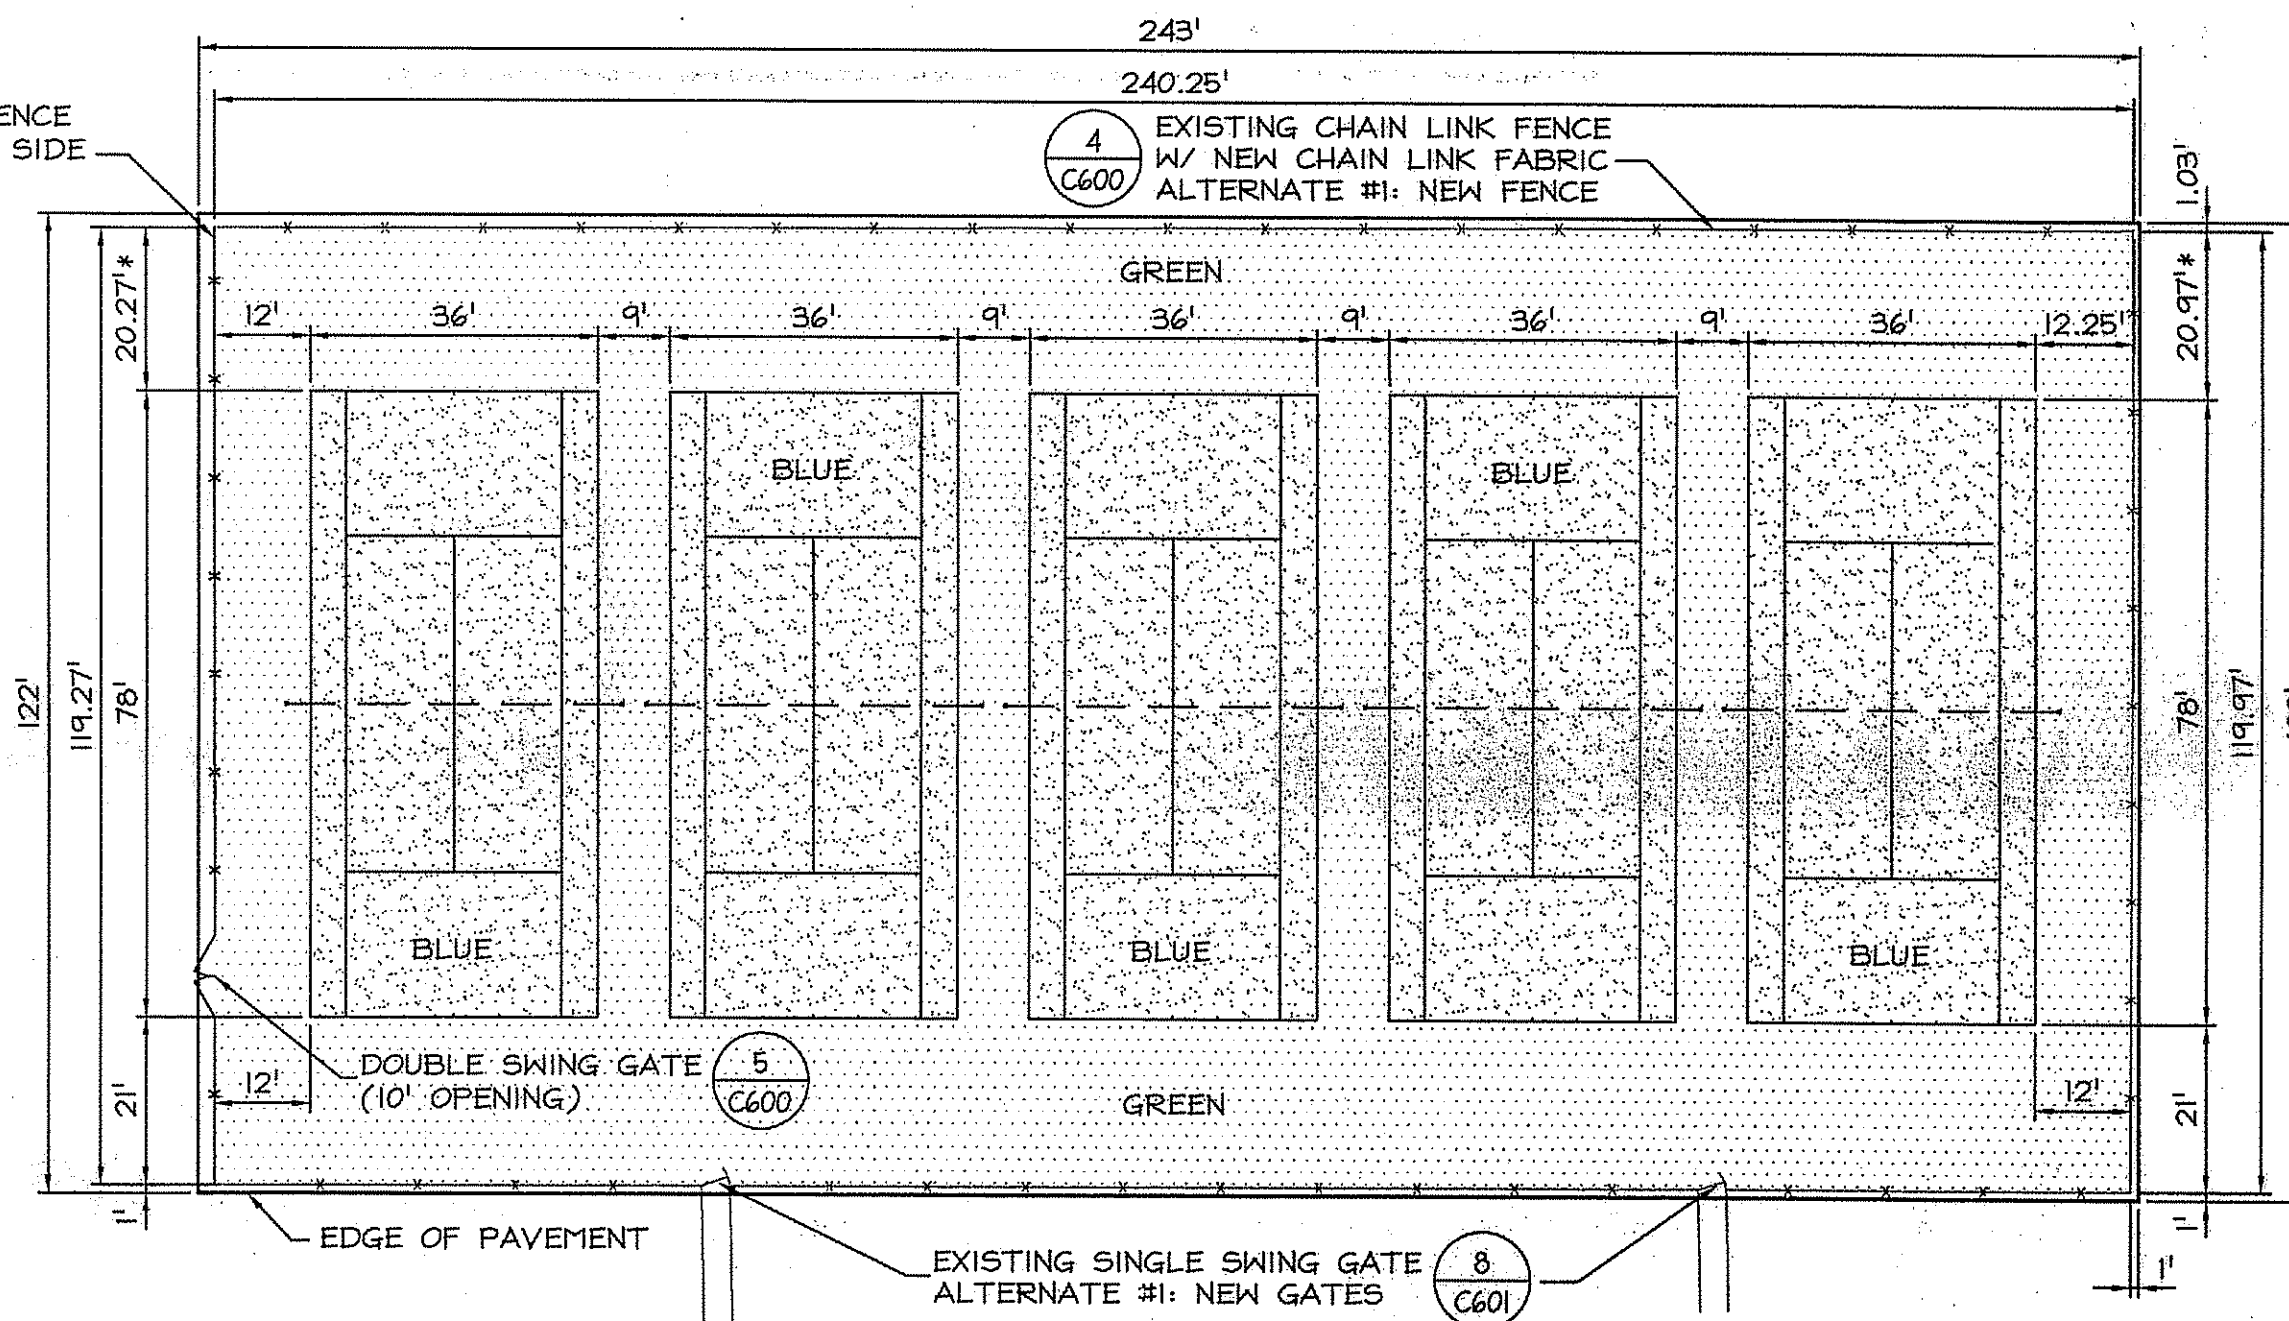 243'
240.25'
ENCE
SIDE
4
C600
EXISTING CHAIN LINK FENCE
W/ NEW CHAIN LINK FABRIC
ALTERNATE #1: NEW FENCE
1.03'
GREEN
20.27'*
12'
36'
9'
36'
9'
36'
9'
36'
9'
36'
12.25'
20.97'*
BLUE
BLUE
122'
119.27'
78'
78'
119.97'
BLUE
BLUE
BLUE
DOUBLE SWING GATE
(10' OPENING)
5
C600
21'
12'
GREEN
12'
21'
1'
EDGE OF PAVEMENT
EXISTING SINGLE SWING GATE
ALTERNATE #1: NEW GATES
8
C601
1'
1'